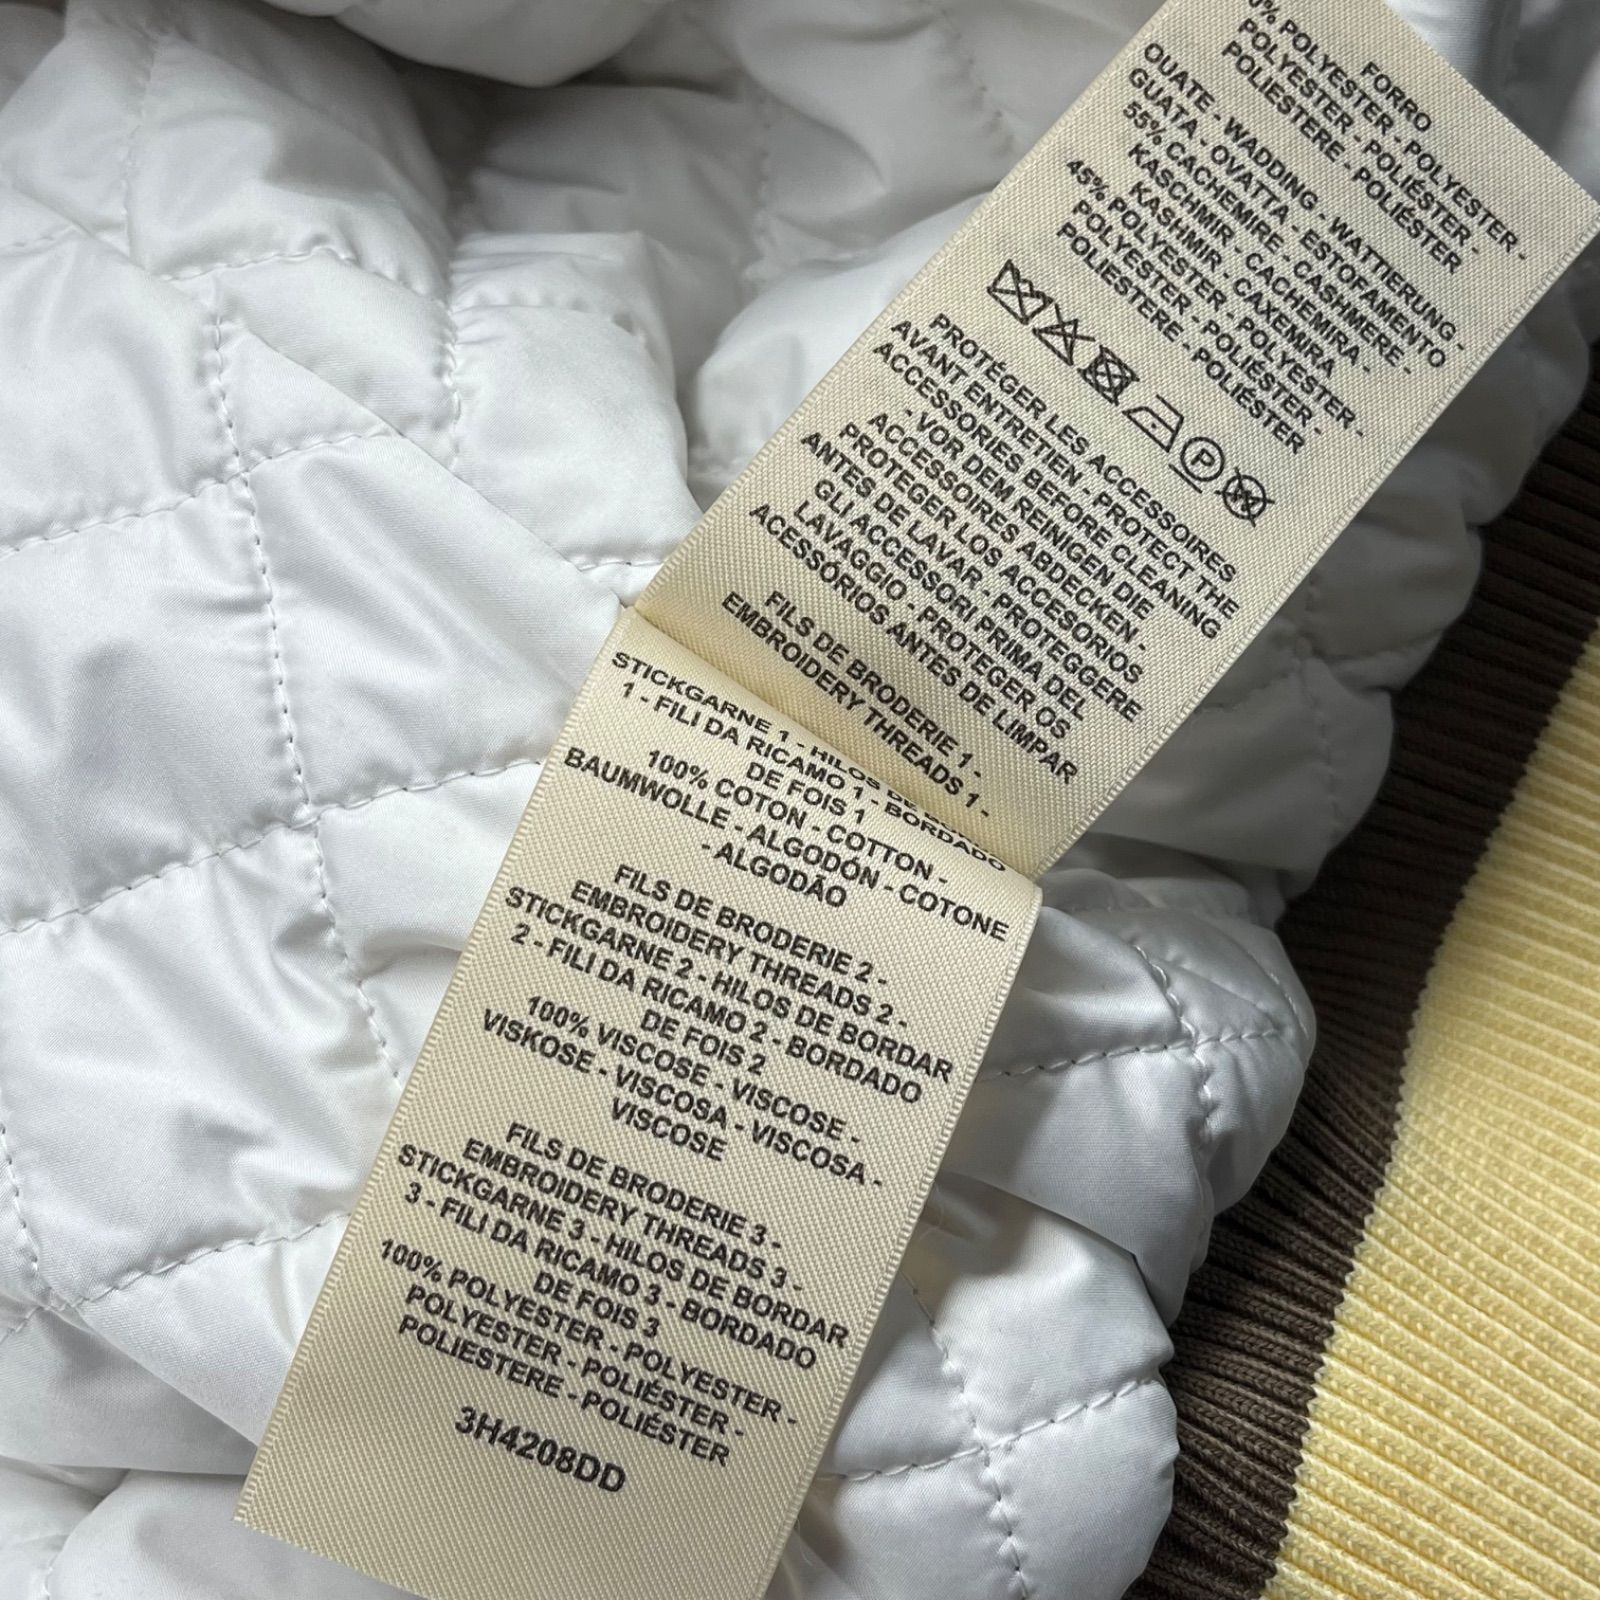 FORRO
% POLYESTER - POLYESTER -
POLYESTER - POLIÉSTER -
POLIESTERE - POLIÉSTER
OUATE - WADDING - WATTIERUNG -
GUATA - OVATTA - ESTOFAMENTO
55% CACHEMIRE - CASHMERE -
KASCHMIR - CACHEMIRA -
KASHMIR - CAXEMIRA -
45% POLYESTER - POLYESTER -
POLYESTER - POLIÉSTER -
POLIESTERE - POLIÉSTER
P
PROTÉGER LES ACCESSOIRES
AVANT ENTRETIEN - PROTECT THE
ACCESSORIES BEFORE CLEANING
- VOR DEM REINIGEN DIE
ACCESSOIRES ABDECKEN -
PROTEGER LOS ACCESORIOS
ANTES DE LAVAR - PROTEGGERE
GLI ACCESSORI PRIMA DEL
LAVAGGIO - PROTEGER OS
ACESSÓRIOS ANTES DE LIMPAR
FILS DE BRODERIE 1 -
EMBROIDERY THREADS 1 -
STICKGARNE 1 - HILOS DE BORDADO
1 - FILI DA RICAMO 1 - BORDADO
DE FOIS 1
100% COTON - COTTON -
BAUMWOLLE - ALGODÓN - COTONE
- ALGODÃO
FILS DE BRODERIE 2 -
EMBROIDERY THREADS 2 -
STICKGARNE 2 - HILOS DE BORDAR
2 - FILI DA RICAMO 2 - BORDADO
DE FOIS 2
100% VISCOSE - VISCOSE -
VISKOSE - VISCOSA - VISCOSA -
VISCOSE
FILS DE BRODERIE 3 -
EMBROIDERY THREADS 3 -
STICKGARNE 3 - HILOS DE BORDAR
3 - FILI DA RICAMO 3 - BORDADO
DE FOIS 3
100% POLYESTER - POLYESTER -
POLYESTER - POLIÉSTER -
POLIESTERE - POLIÉSTER
3H4208DD